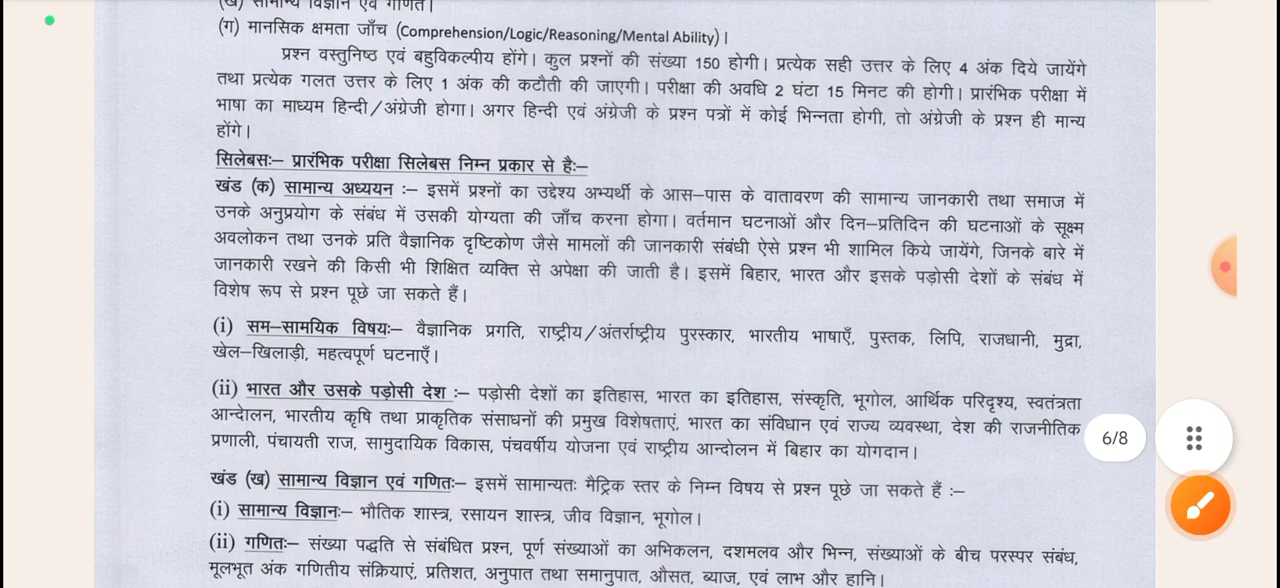 (ख) सामान्य विज्ञान एवं गणित।
(ग) मानसिक क्षमता जाँच (Comprehension/Logic/Reasoning/Mental Ability)।
प्रश्न वस्तुनिष्ठ एवं बहुविकल्पीय होंगे। कुल प्रश्नों की संख्या 150 होगी। प्रत्येक सही उत्तर के लिए 4 अंक दिये जायेंगे
तथा प्रत्येक गलत उत्तर के लिए 1 अंक की कटौती की जाएगी। परीक्षा की अवधि 2 घंटा 15 मिनट की होगी। प्रारंभिक परीक्षा में
भाषा का माध्यम हिन्दी/अंग्रेजी होगा। अगर हिन्दी एवं अंग्रेजी के प्रश्न पत्रों में कोई भिन्नता होगी, तो अंग्रेजी के प्रश्न ही मान्य
होंगे।
सिलेबसः– प्रारंभिक परीक्षा सिलेबस निम्न प्रकार से हैः–
खंड (क) सामान्य अध्ययन :– इसमें प्रश्नों का उद्देश्य अभ्यर्थी के आस–पास के वातावरण की सामान्य जानकारी तथा समाज में
उनके अनुप्रयोग के संबंध में उसकी योग्यता की जाँच करना होगा। वर्तमान घटनाओं और दिन–प्रतिदिन की घटनाओं के सूक्ष्म
अवलोकन तथा उनके प्रति वैज्ञानिक दृष्टिकोण जैसे मामलों की जानकारी संबंधी ऐसे प्रश्न भी शामिल किये जायेंगे, जिनके बारे में
जानकारी रखने की किसी भी शिक्षित व्यक्ति से अपेक्षा की जाती है। इसमें बिहार, भारत और इसके पड़ोसी देशों के संबंध में
विशेष रूप से प्रश्न पूछे जा सकते हैं।
(i) सम–सामयिक विषयः– वैज्ञानिक प्रगति, राष्ट्रीय/अंतर्राष्ट्रीय पुरस्कार, भारतीय भाषाएँ, पुस्तक, लिपि, राजधानी, मुद्रा,
खेल–खिलाड़ी, महत्वपूर्ण घटनाएँ।
(ii) भारत और उसके पड़ोसी देश :– पड़ोसी देशों का इतिहास, भारत का इतिहास, संस्कृति, भूगोल, आर्थिक परिदृश्य, स्वतंत्रता
आन्दोलन, भारतीय कृषि तथा प्राकृतिक संसाधनों की प्रमुख विशेषताएं, भारत का संविधान एवं राज्य व्यवस्था, देश की राजनीतिक
प्रणाली, पंचायती राज, सामुदायिक विकास, पंचवर्षीय योजना एवं राष्ट्रीय आन्दोलन में बिहार का योगदान।
6/8
खंड (ख) सामान्य विज्ञान एवं गणितः– इसमें सामान्यतः मैट्रिक स्तर के निम्न विषय से प्रश्न पूछे जा सकते हैं :–
(i) सामान्य विज्ञानः– भौतिक शास्त्र, रसायन शास्त्र, जीव विज्ञान, भूगोल।
(ii) गणितः– संख्या पद्धति से संबंधित प्रश्न, पूर्ण संख्याओं का अभिकलन, दशमलव और भिन्न, संख्याओं के बीच परस्पर संबंध,
मूलभूत अंक गणितीय संक्रियाएं, प्रतिशत, अनुपात तथा समानुपात, औसत, ब्याज, एवं लाभ और हानि।